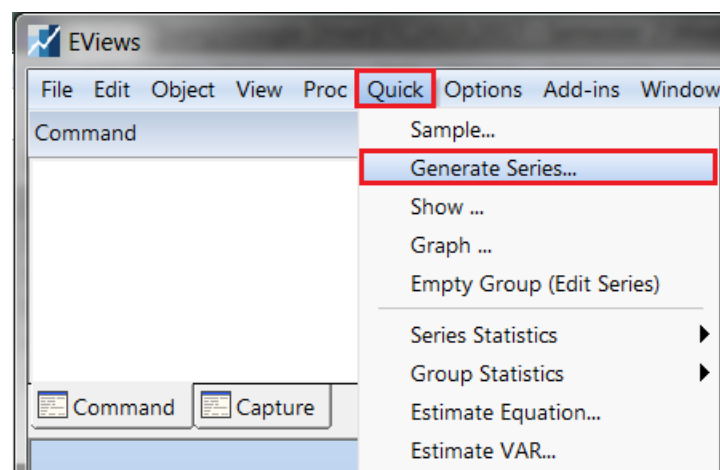 EViews
File Edit Object View Proc Quick Options Add-ins Window
Command
Sample...
Generate Series...
Show ...
Graph ...
Empty Group (Edit Series)
Series Statistics
Group Statistics
Estimate Equation...
Estimate VAR...
Command Capture